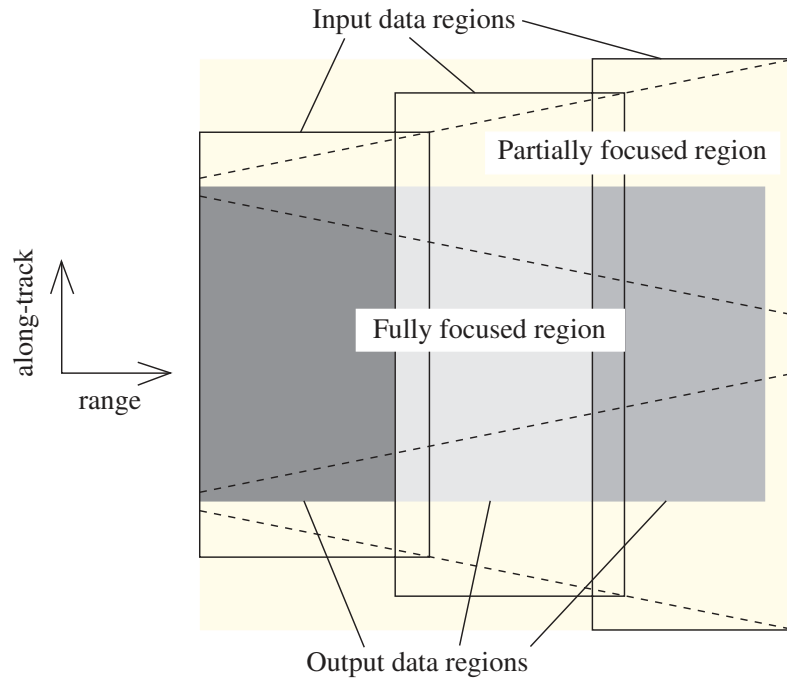 Input data regions
Partially focused region
along-track
Fully focused region
range
Output data regions